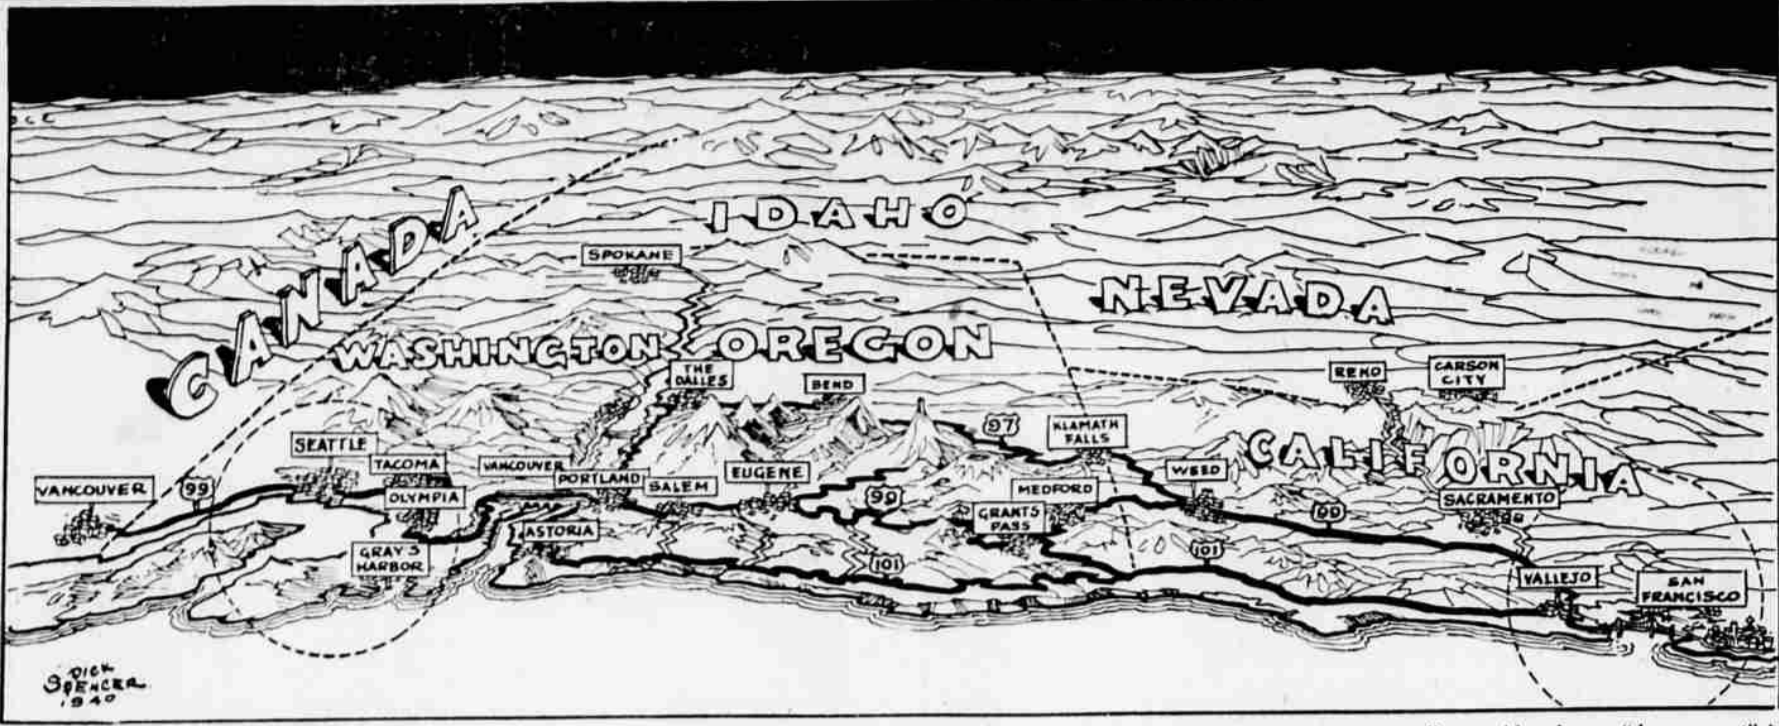 CANADA
IDAHO
SPOKANE
NEVADA
WASHINGTON
OREGON
THE
DALLES
BEND
RENO
CARSON
CITY
97
KLAMATH
FALLS
CALIFORNIA
SEATTLE
TACOMA
VANCOUVER
PORTLAND
SALEM
EUGENE
WEED
VANCOUVER
99
OLYMPIA
99
MEDFORD
SACRAMENTO
GRANTS
PASS
99
ASTORIA
GRAYS
HARBOR
101
101
VALLEJO
SAN
FRANCISCO
DICK
SPENCER
1940